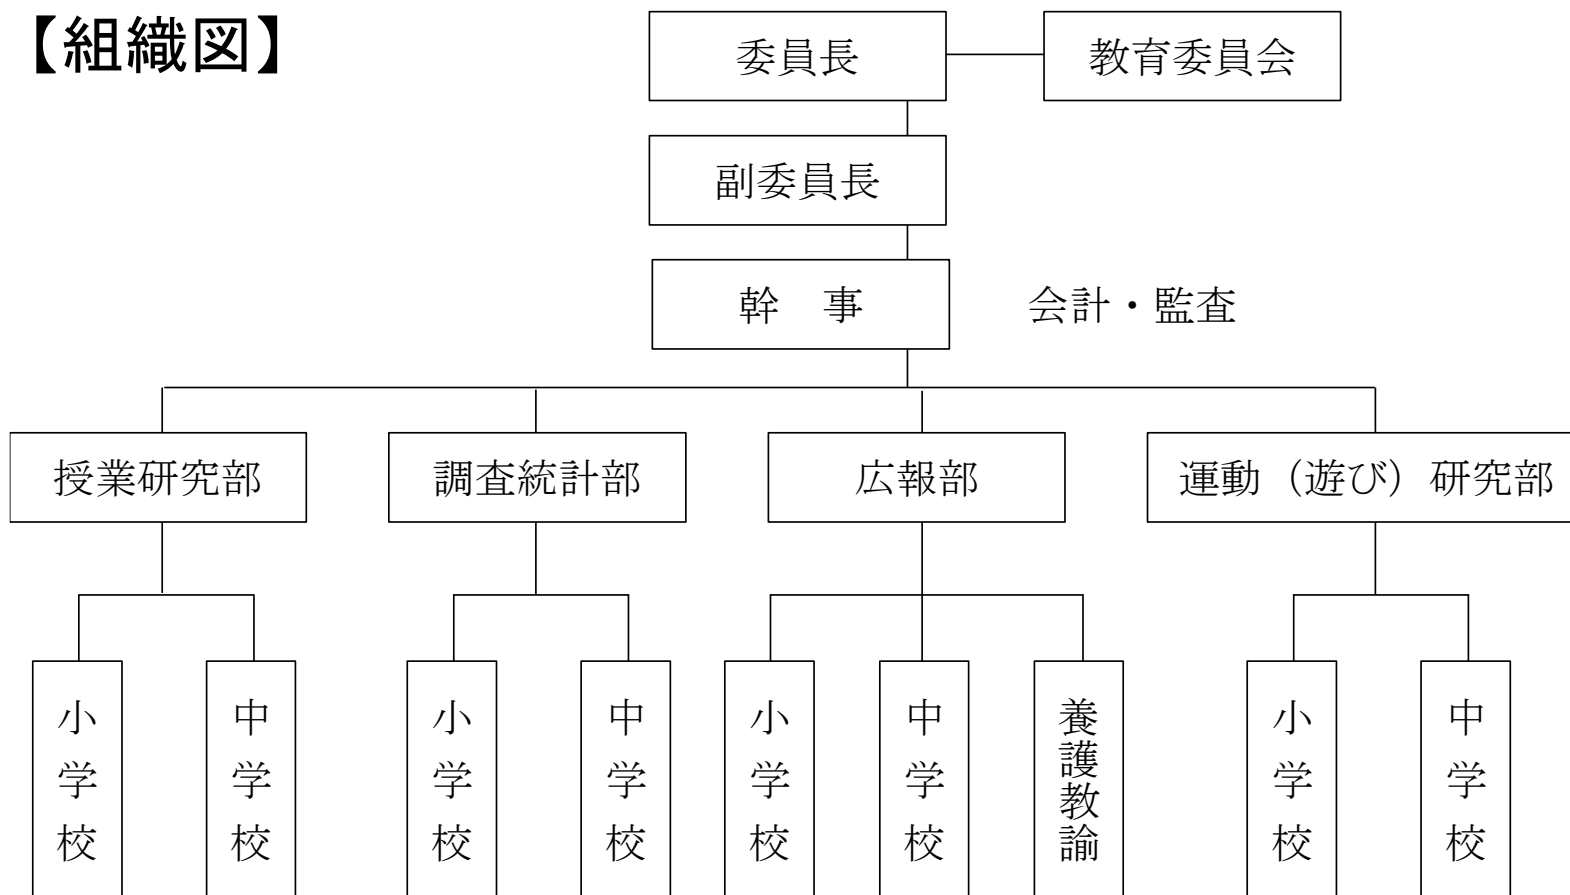 【組織図】
委員長
教育委員会
副委員長
幹　事
会計・監査
授業研究部
調査統計部
広報部
運動（遊び）研究部
小学校
中学校
小学校
中学校
小学校
中学校
養護教論
小学校
中学校